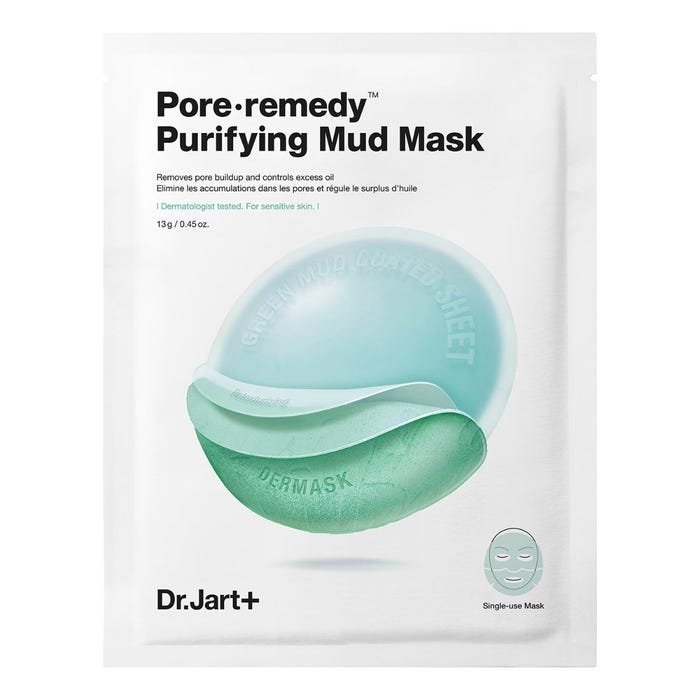 Pore·remedy™
Purifying Mud Mask
Removes pore buildup and controls excess oil
Elimine les accumulations dans les pores et régule le surplus d'huile
| Dermatologist tested. For sensitive skin. |
13g / 0.45oz.
GREEN MUD COATED SHEET
Retexturizing
DERMASK
Dr.Jart+
Single-use Mask